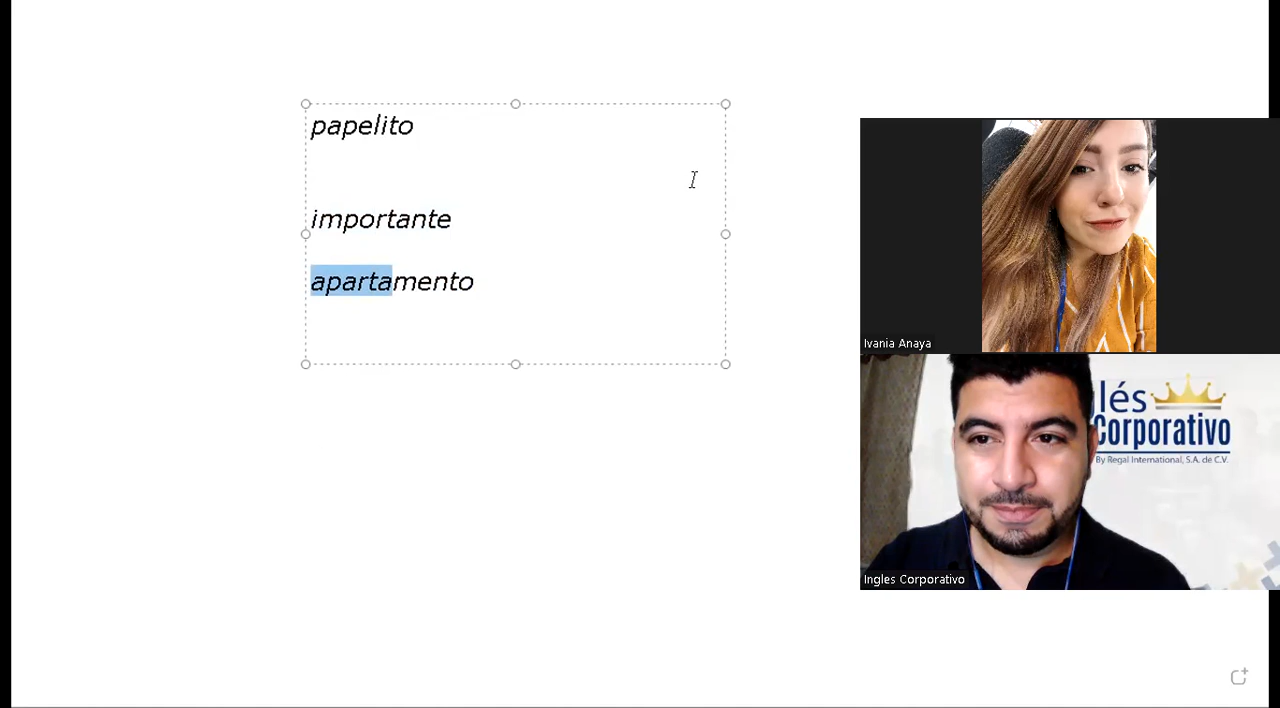 papelito
importante
apartamento
Ivania Anaya
lés
Corporativo
By Regal International, S.A. de C.V.
Ingles Corporativo